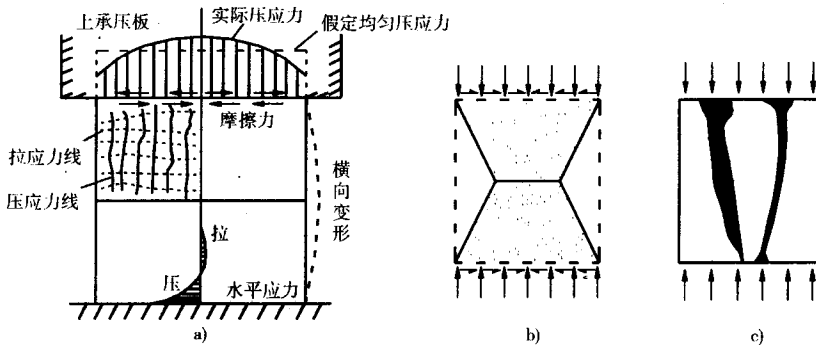 上承压板
实际压应力
假定均匀压应力
摩擦力
拉应力线
压应力线
横向变形
拉
压
水平应力
a)
b)
c)